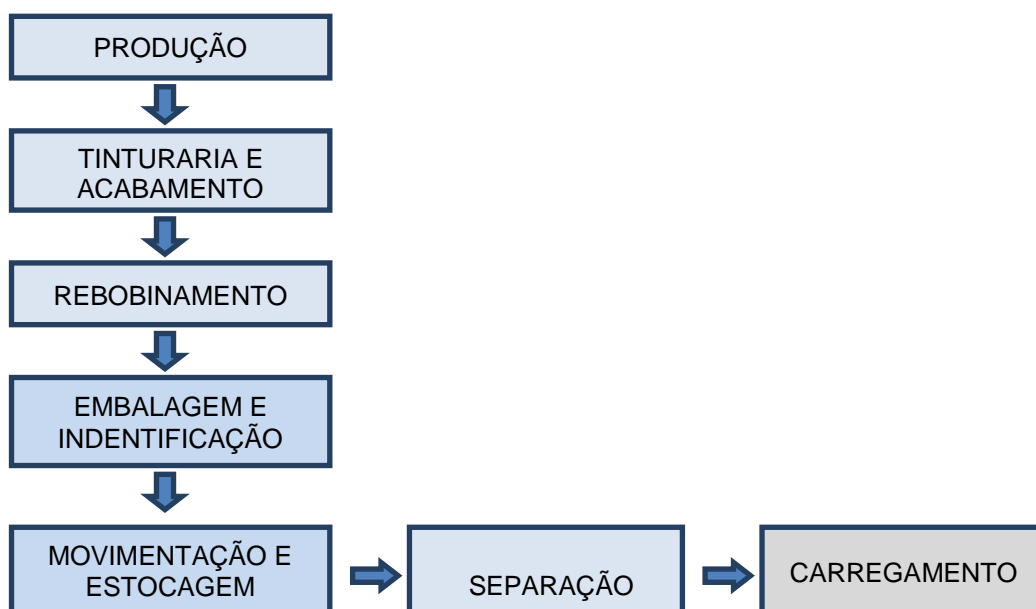 PRODUÇÃO
TINTURARIA E
ACABAMENTO
REBOBINAMENTO
EMBALAGEM E
INDENTIFICAÇÃO
MOVIMENTAÇÃO E
ESTOCAGEM
SEPARAÇÃO
CARREGAMENTO